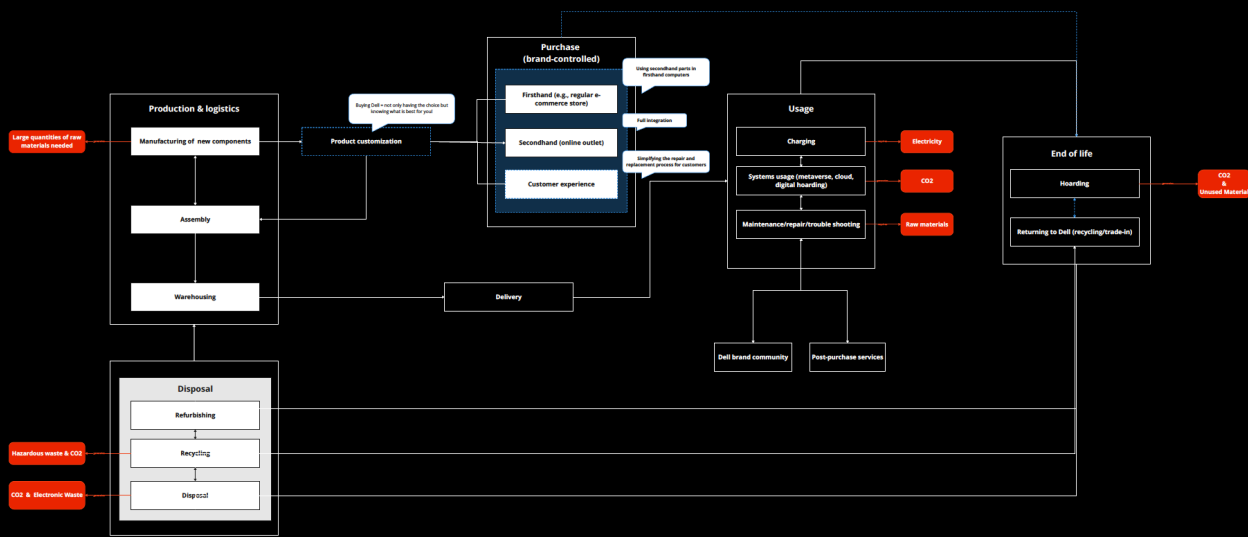 Purchase
(brand-controlled)
Using secondhand parts in
firsthand computers
Firsthand (e.g., regular e-
commerce store)
Full integration
Secondhand (online outlet)
Simplifying the repair and
replacement process for customers
Customer experience
Production & logistics
Buying Dell = not only having the choice but
knowing what is best for you!
Large quantities of raw
materials needed
Manufacturing of new components
Product customization
Assembly
Warehousing
Delivery
Usage
Charging
Electricity
Systems usage (metaverse, cloud,
digital hoarding)
CO2
Maintenance/repair/trouble shooting
Raw materials
Dell brand community
Post-purchase services
End of life
Hoarding
CO2
&
Unused Material
Returning to Dell (recycling/trade-in)
Disposal
Refurbishing
Hazardous waste & CO2
Recycling
CO2 & Electronic Waste
Disposal